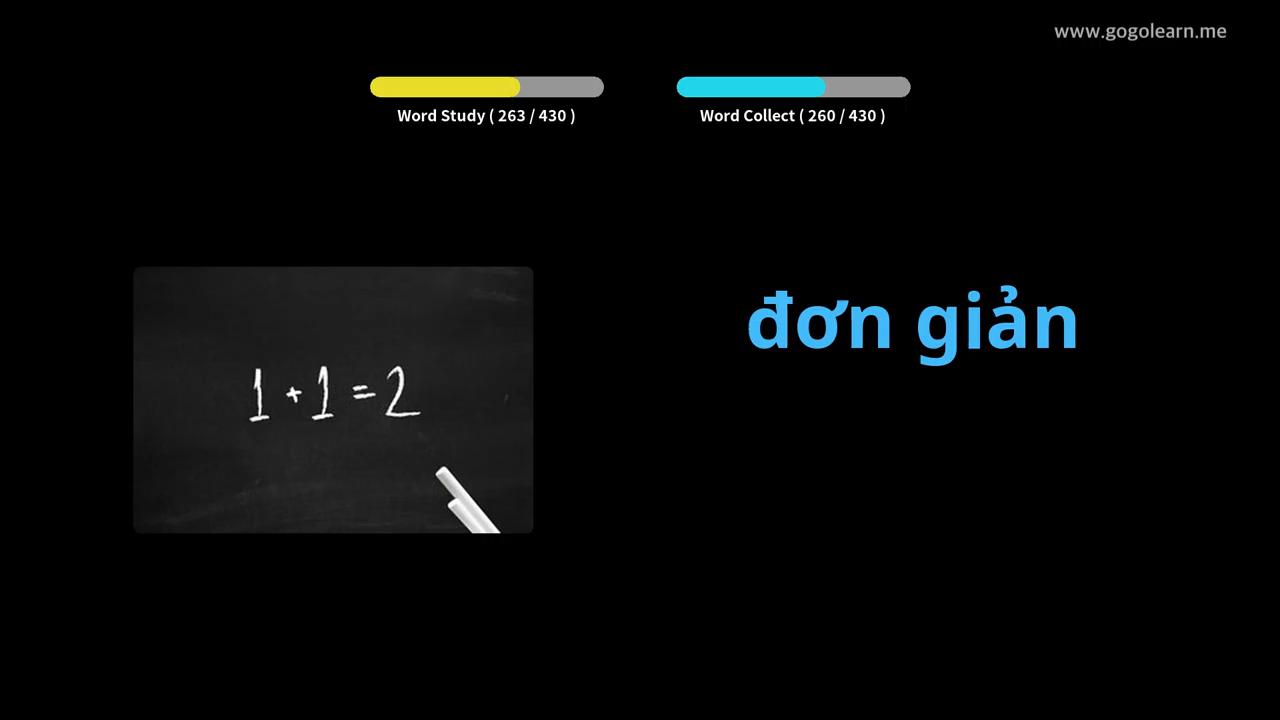 www.gogolearn.me
Word Study ( 263 / 430 )
Word Collect ( 260 / 430 )
đơn giản
1 + 1 = 2